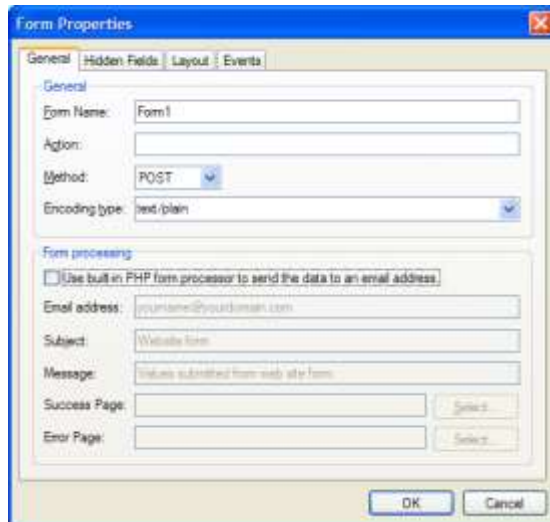 Form Properties
General Hidden Fields Layout Events
General
Form Name: Form1
Action:
Method: POST
Encoding type: text/plain
Form processing
Use built-in PHP form processor to send the data to an email address.
Email address: yourname@yourdomain.com
Subject: Website form
Message: Values submitted from web site form:
Success Page: Select...
Error Page: Select...
OK Cancel